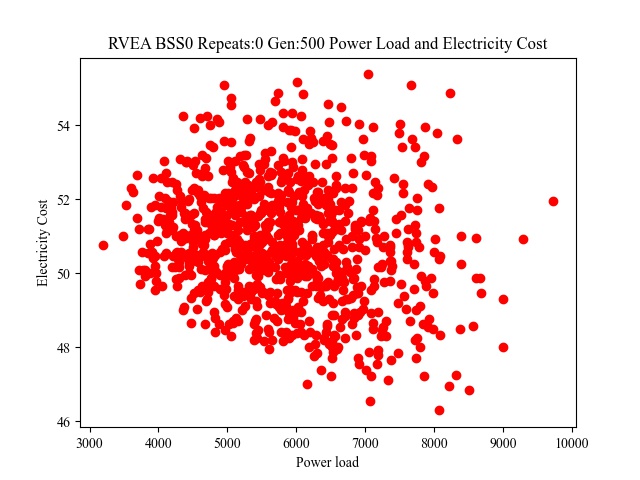 RVEA BSS0 Repeats:0 Gen:500 Power Load and Electricity Cost
54
52
50
48
46
Electricity Cost
3000 4000 5000 6000 7000 8000 9000 10000
Power load